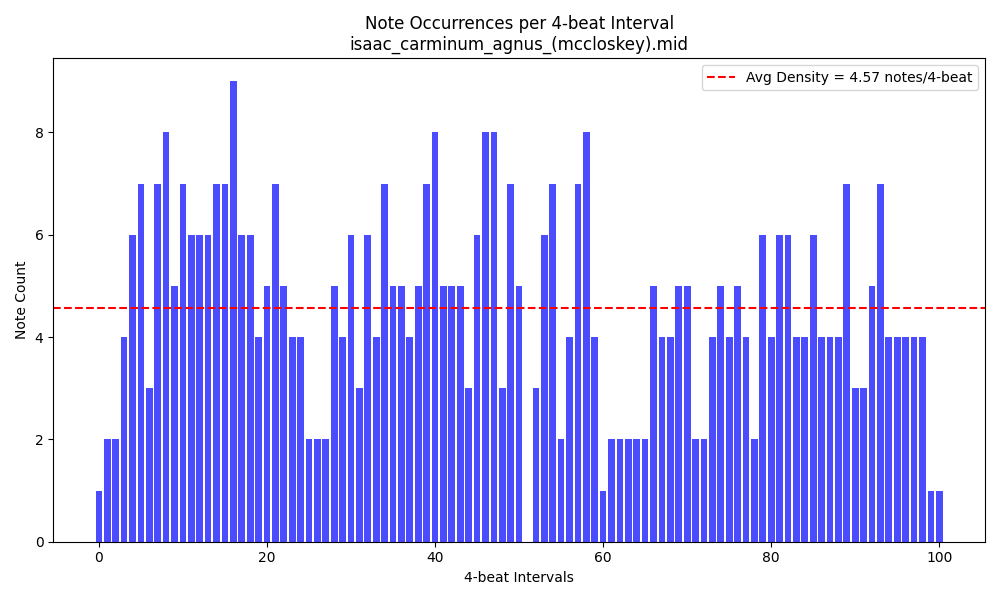 Note Occurrences per 4-beat Interval
isaac_carminum_agnus_(mccloskey).mid
Avg Density = 4.57 notes/4-beat
Note Count
8
6
4
2
0
0 20 40 60 80 100
4-beat Intervals